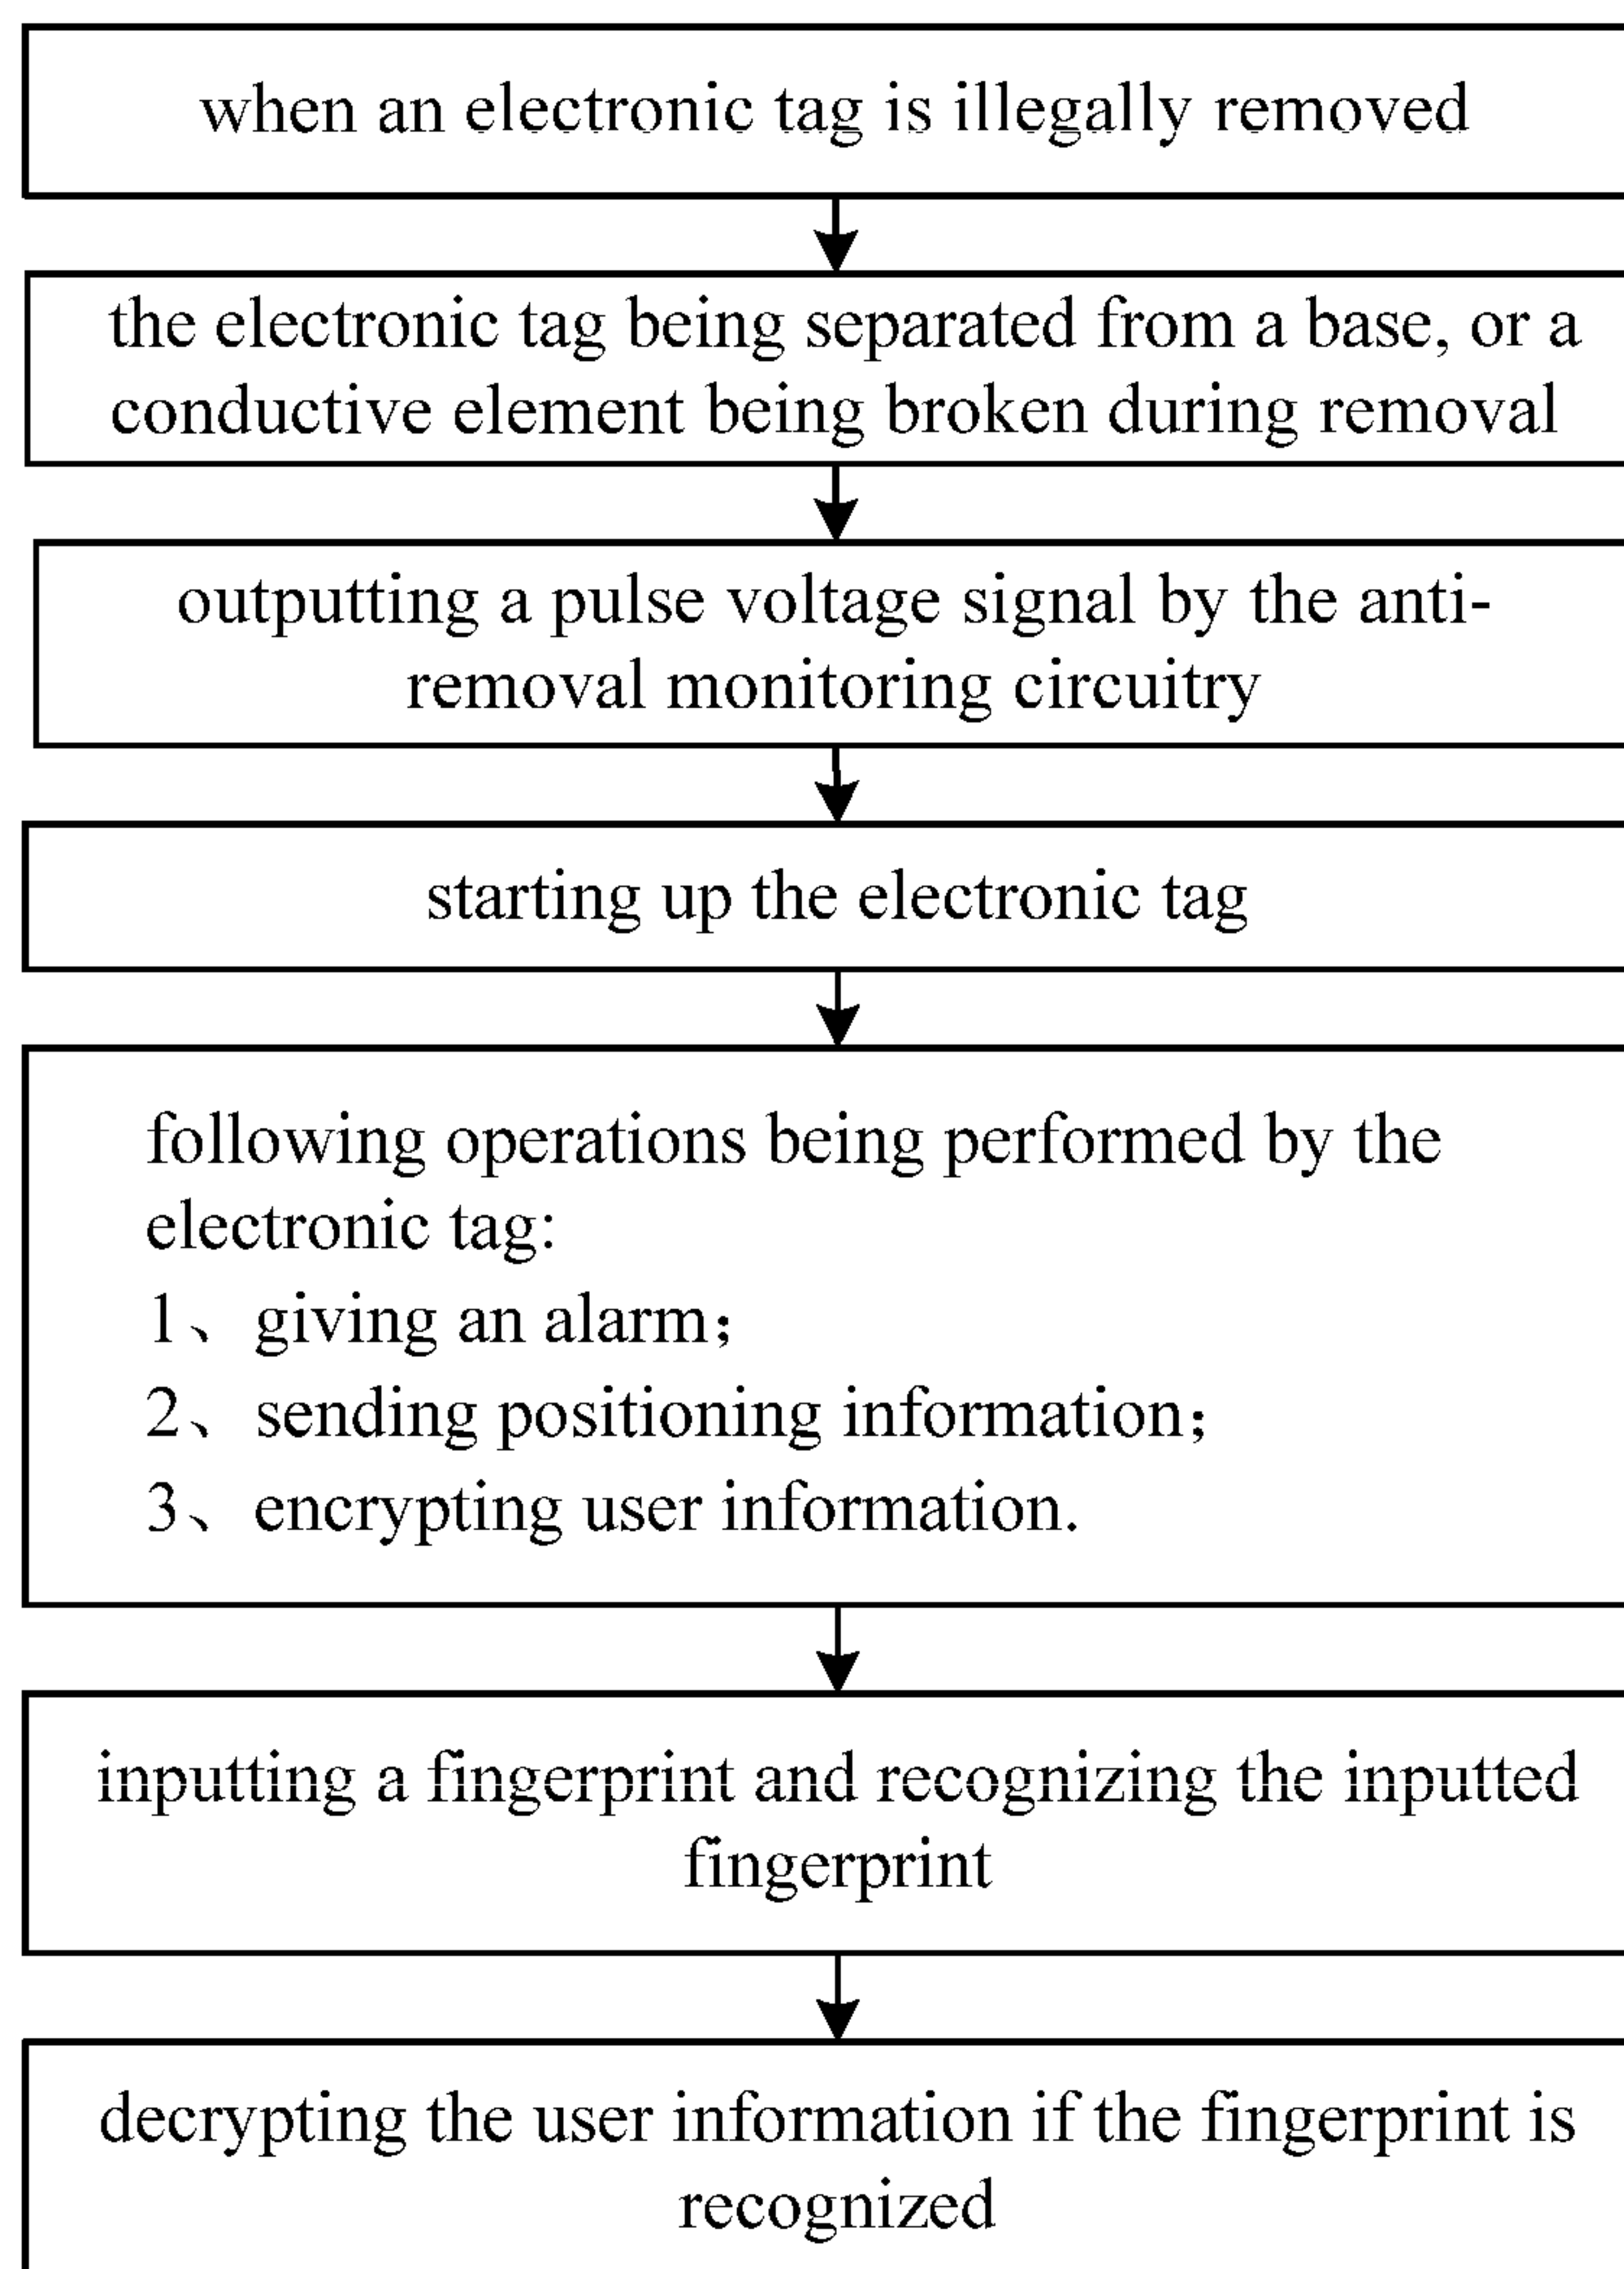 when an electronic tag is illegally removed
the electronic tag being separated from a base, or a
conductive element being broken during removal
outputting a pulse voltage signal by the anti-
removal monitoring circuitry
starting up the electronic tag
following operations being performed by the
electronic tag:
1、 giving an alarm；
2、 sending positioning information；
3、 encrypting user information.
inputting a fingerprint and recognizing the inputted
fingerprint
decrypting the user information if the fingerprint is
recognized